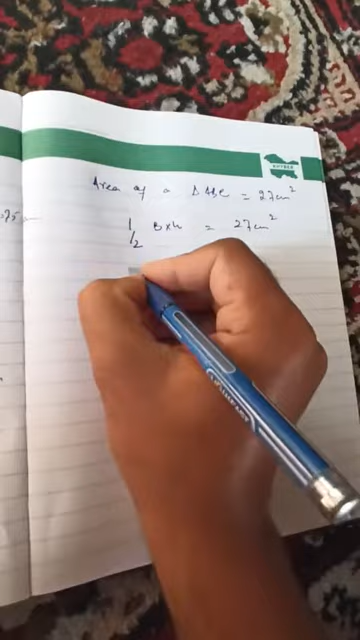 Area of a ΔABC = 27cm²
1/2 B×h = 27cm²